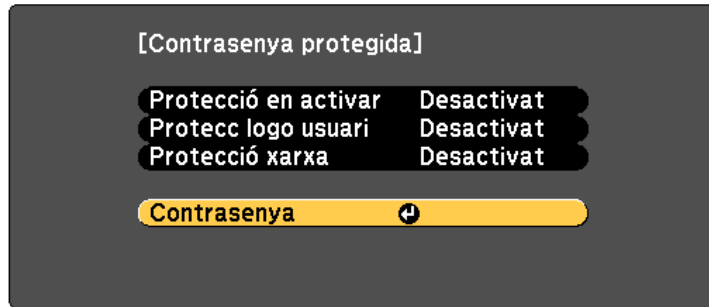 [Contrasenya protegida]
Protecció en activar Desactivat
Protecc logo usuari Desactivat
Protecció xarxa Desactivat
Contrasenya